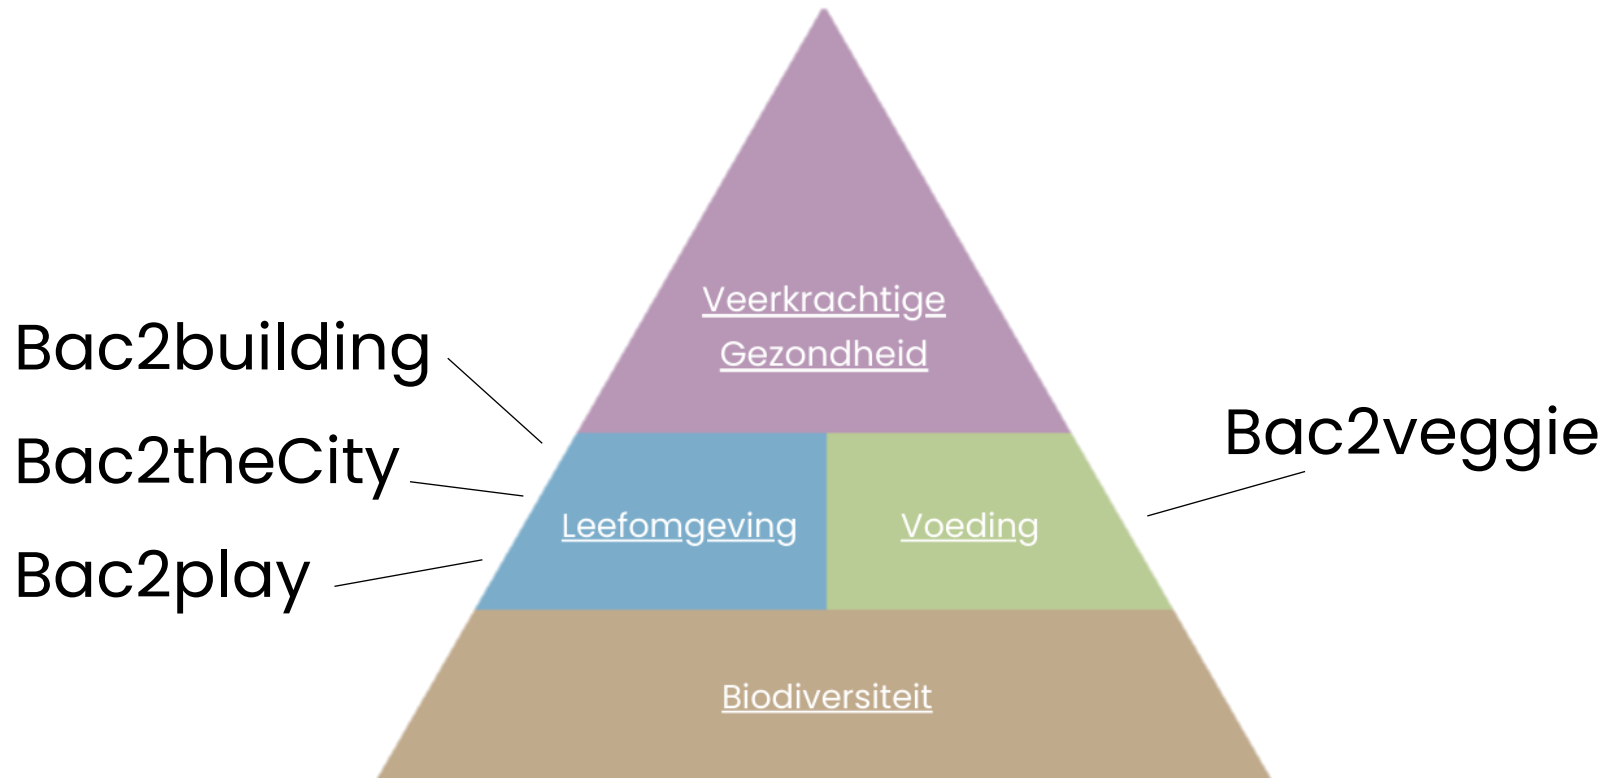 Veerkrachtige
Gezondheid
Bac2building
Bac2theCity
Bac2play
Leefomgeving
Voeding
Bac2veggie
Biodiversiteit